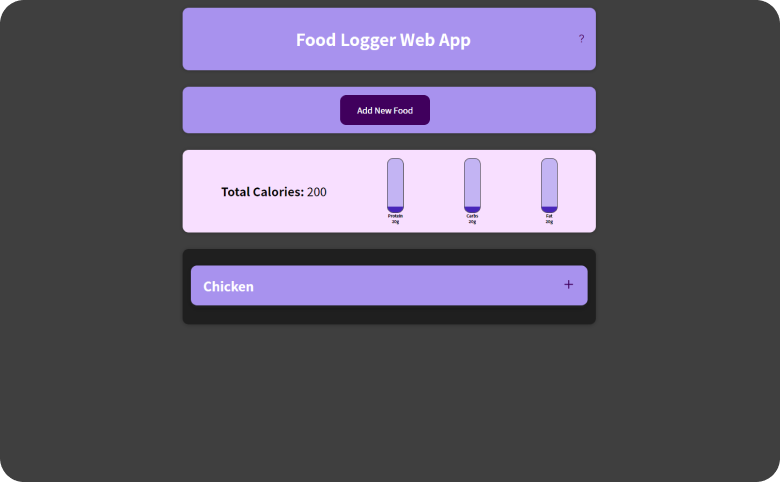 Food Logger Web App
?
Add New Food
Total Calories: 200
Protein
20g
Carbs
20g
Fat
20g
Chicken
+